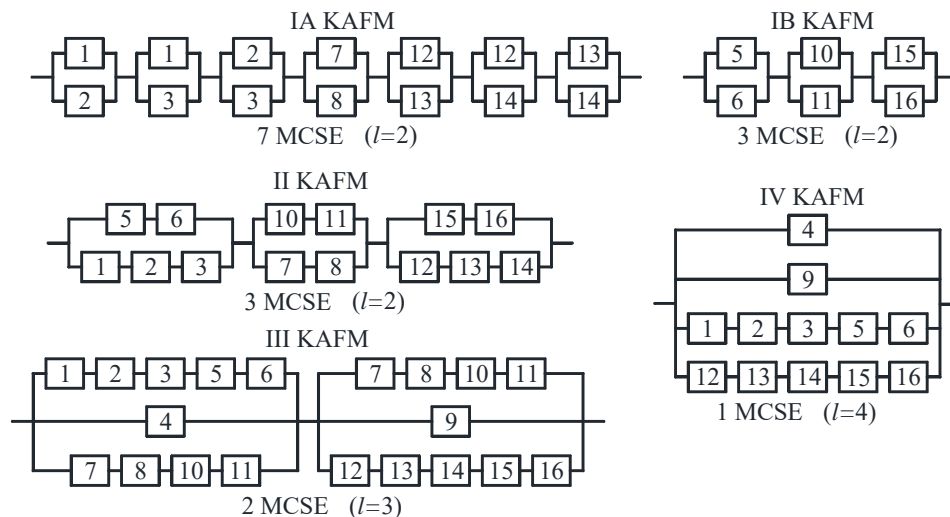 IA KAFM
IB KAFM
1 1 2 7 12 12 13
5 10 15
2 3 3 8 13 14 14
6 11 16
7 MCSE (l=2)
3 MCSE (l=2)
II KAFM
IV KAFM
5 6 10 11 15 16
4
1 2 3 7 8 12 13 14
9
3 MCSE (l=2)
III KAFM
1 2 3 5 6
1 2 3 5 6 7 8 10 11
12 13 14 15 16
4 9
1 MCSE (l=4)
7 8 10 11 12 13 14 15 16
2 MCSE (l=3)